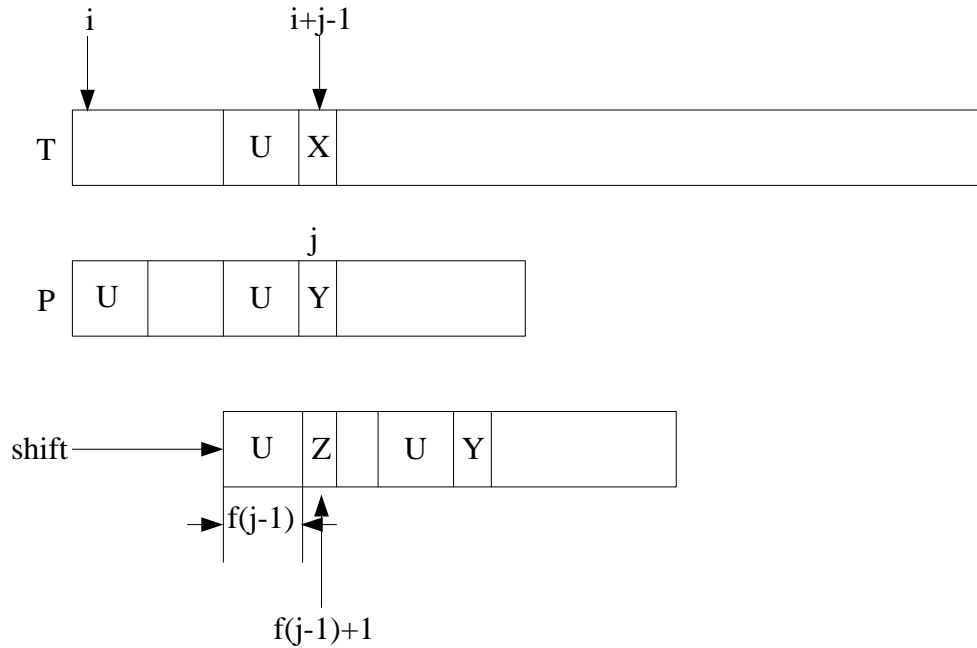 i i+j-1
T U X
j
P U U Y
shift U Z U Y
f(j-1)
f(j-1)+1